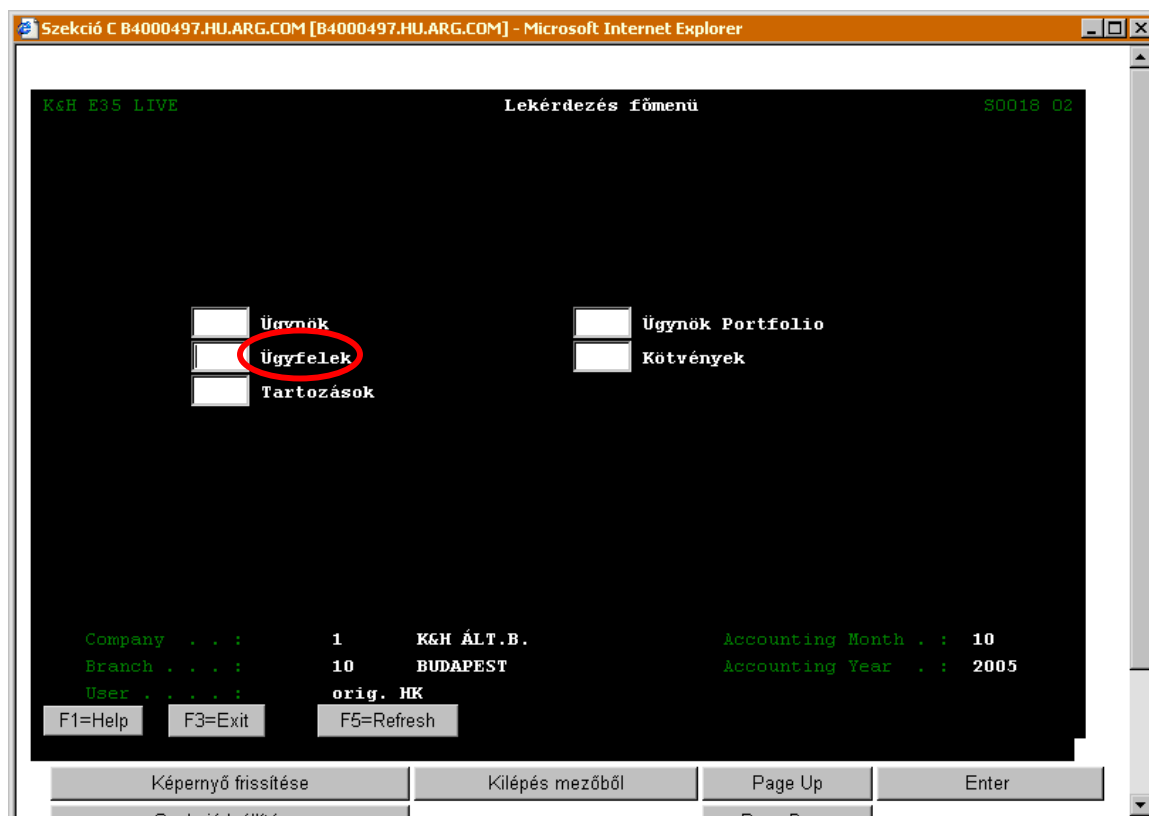 Szekció C B4000497.HU.ARG.COM [B4000497.HU.ARG.COM] - Microsoft Internet Explorer
K&H E35 LIVE Lekérdezés fõmenü S0018 02
Ügynök Ügynök Portfolio
Ügyfelek Kötvények
Tartozások
Company . . : 1 K&H ÁLT.B. Accounting Month . : 10
Branch . . . : 10 BUDAPEST Accounting Year . : 2005
User . . . . : orig. HK
F1=Help F3=Exit F5=Refresh
Képernyő frissítése Kilépés mezőből Page Up Enter